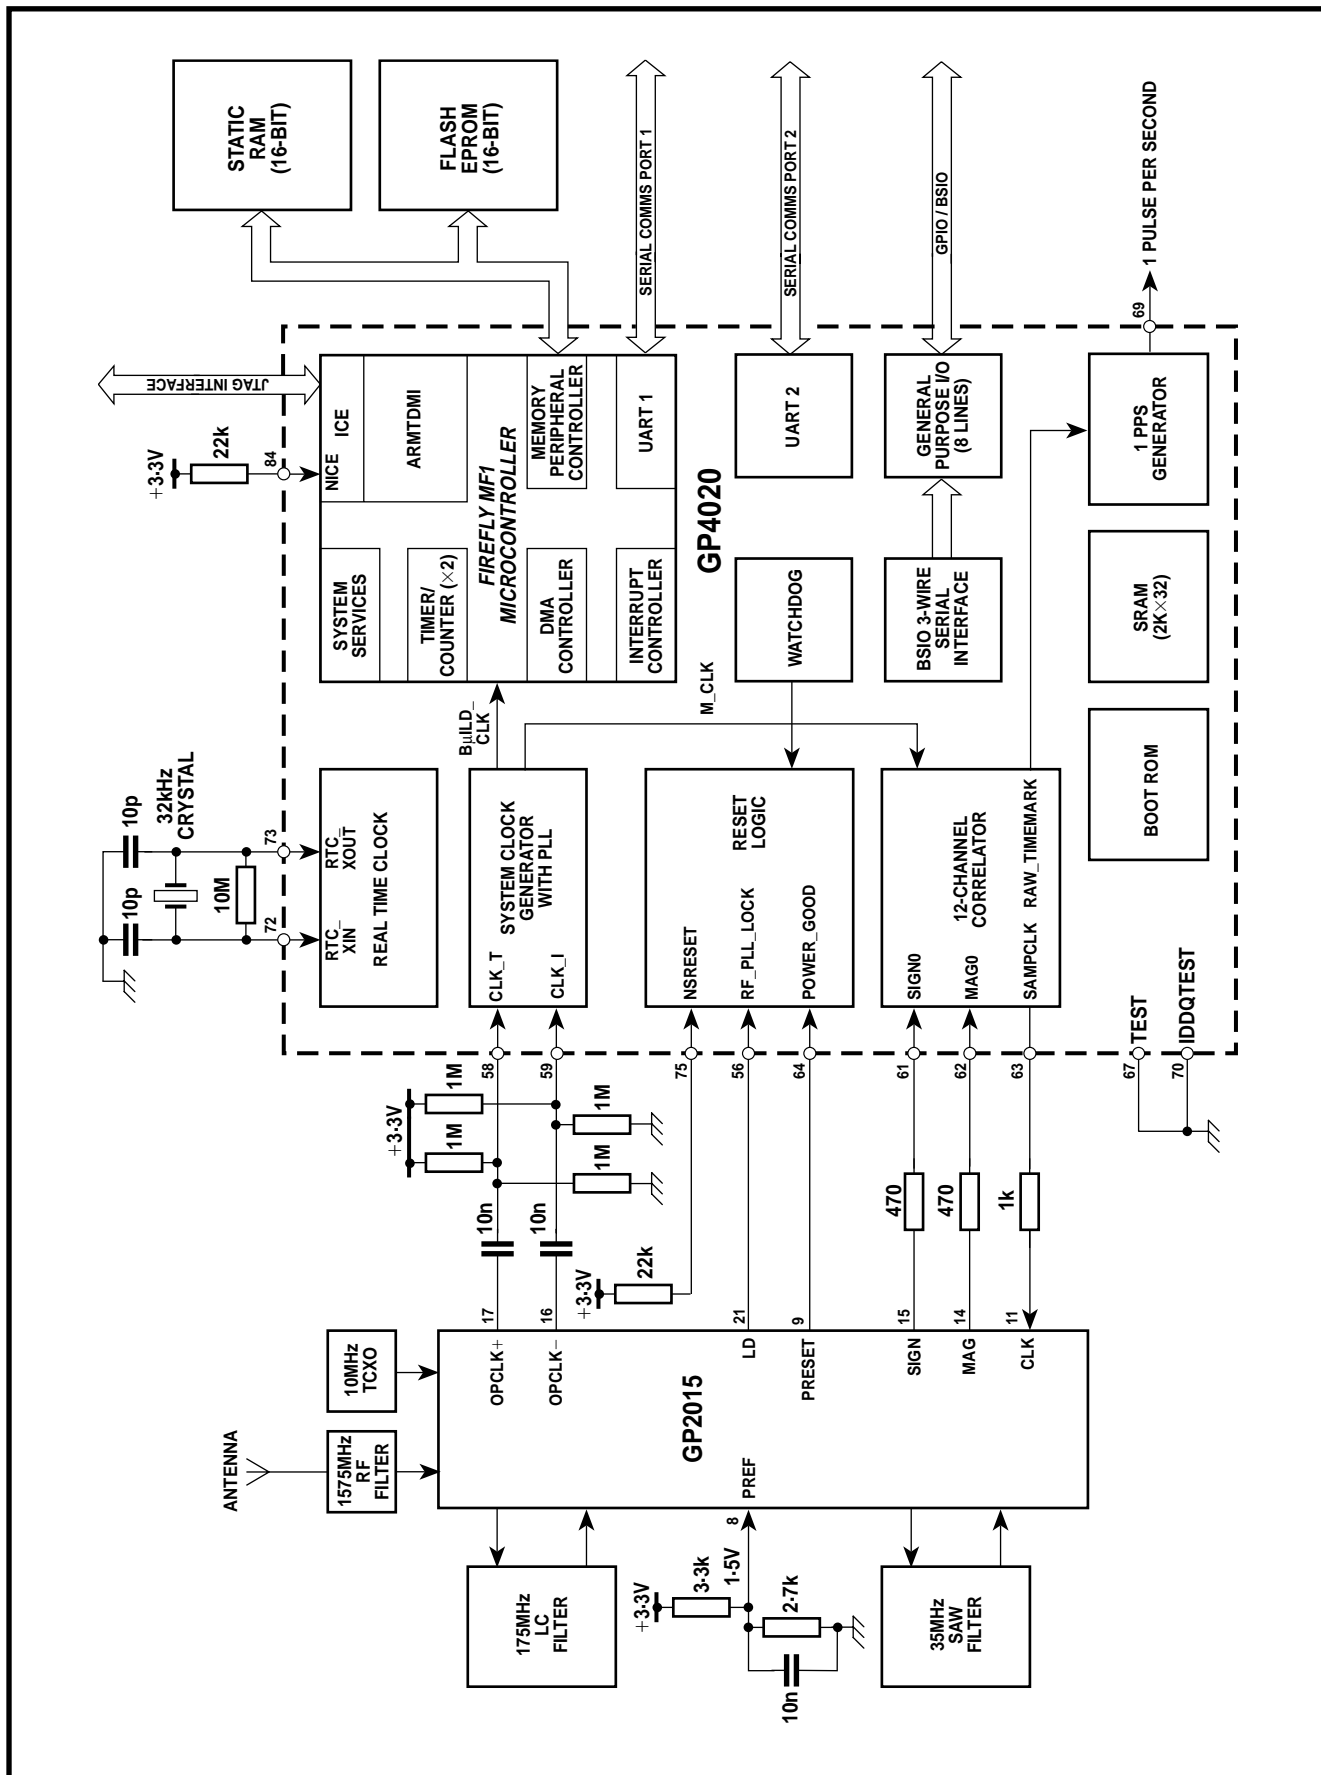 ANTENNA
1575MHz
RF
FILTER
10MHz
TCXO
175MHz
LC
FILTER
+3·3V
3·3k
1·5V
2·7k
10n
8
PREF
35MHz
SAW
FILTER
GP2015
OPCLK+
OPCLK−
LD
PRESET
SIGN
MAG
CLK
17
16
21
9
15
14
11
10n
10n
+3·3V
22k
+3·3V
1M
1M
1M
1M
470
470
1k
58
59
75
56
64
61
62
63
67
TEST
70
IDDQTEST
10p
10p
32kHz
CRYSTAL
10M
72
73
RTC_
XIN
RTC_
XOUT
REAL TIME CLOCK
CLK_T
CLK_I
SYSTEM CLOCK
GENERATOR
WITH PLL
BµILD_
CLK
M_CLK
NSRESET
RF_PLL_LOCK
POWER_GOOD
RESET
LOGIC
SIGN0
MAG0
SAMPCLK
RAW_TIMEMARK
12-CHANNEL
CORRELATOR
BOOT ROM
SRAM
(2K×32)
1 PPS
GENERATOR
69
1 PULSE PER SECOND
+3·3V
22k
84
JTAG INTERFACE
NICE
ICE
ARMTDMI
SYSTEM
SERVICES
TIMER/
COUNTER (×2)
FIREFLY MF1
MICROCONTROLLER
DMA
CONTROLLER
MEMORY
PERIPHERAL
CONTROLLER
INTERRUPT
CONTROLLER
UART 1
GP4020
WATCHDOG
UART 2
BSIO 3-WIRE
SERIAL
INTERFACE
GENERAL
PURPOSE I/O
(8 LINES)
STATIC
RAM
(16-BIT)
FLASH
EPROM
(16-BIT)
SERIAL COMMS PORT 1
SERIAL COMMS PORT 2
GPIO / BSIO